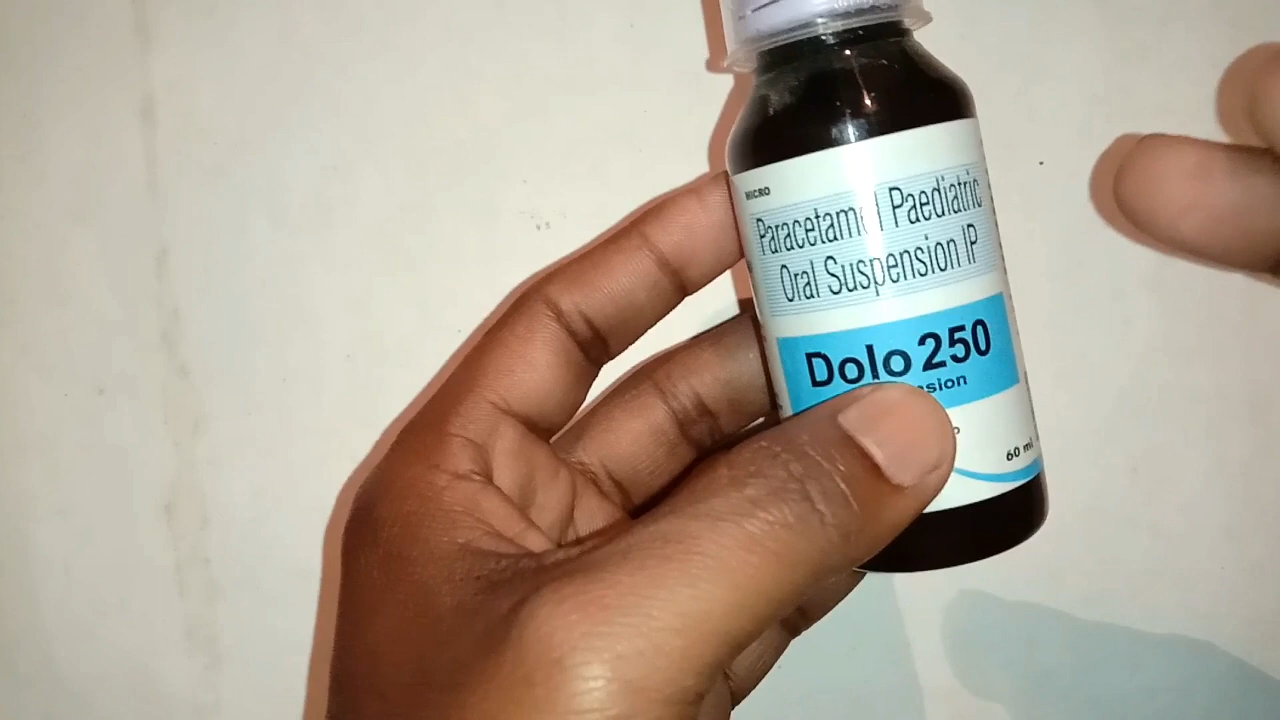 MICRO
Paracetamol Paediatric
Oral Suspension IP
Dolo 250
60 ml